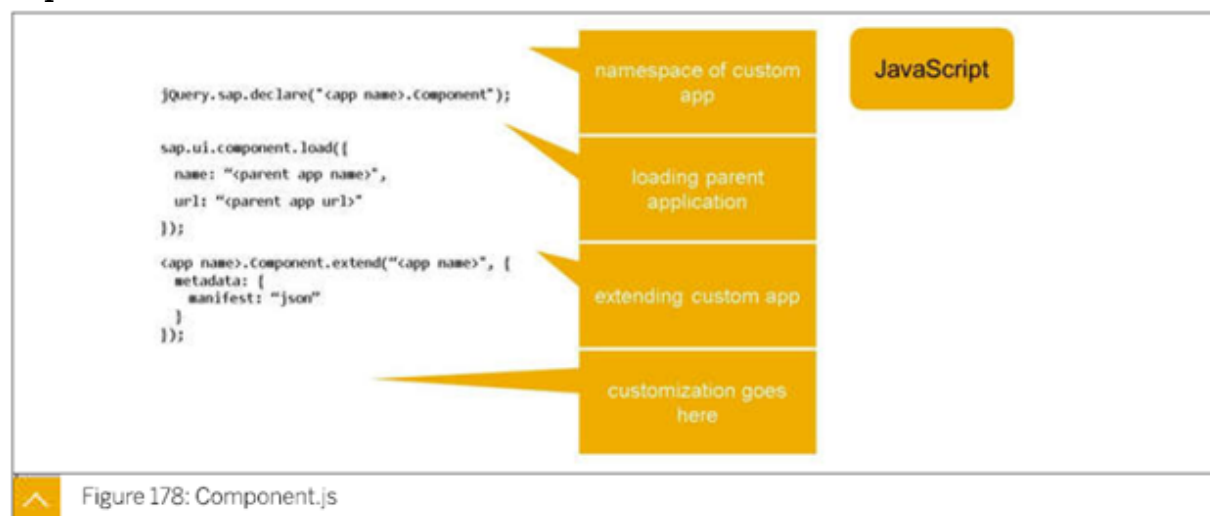 jQuery.sap.declare("<app name>.Component");
sap.ui.component.load({
name: “<parent app name>",
url: “<parent app url>"
});
<app name>.Component.extend(“<app name>", {
metadata: {
manifest: “json”
}
});
namespace of custom
app
loading parent
application
extending custom app
customization goes
here
JavaScript
Figure 178: Component.js